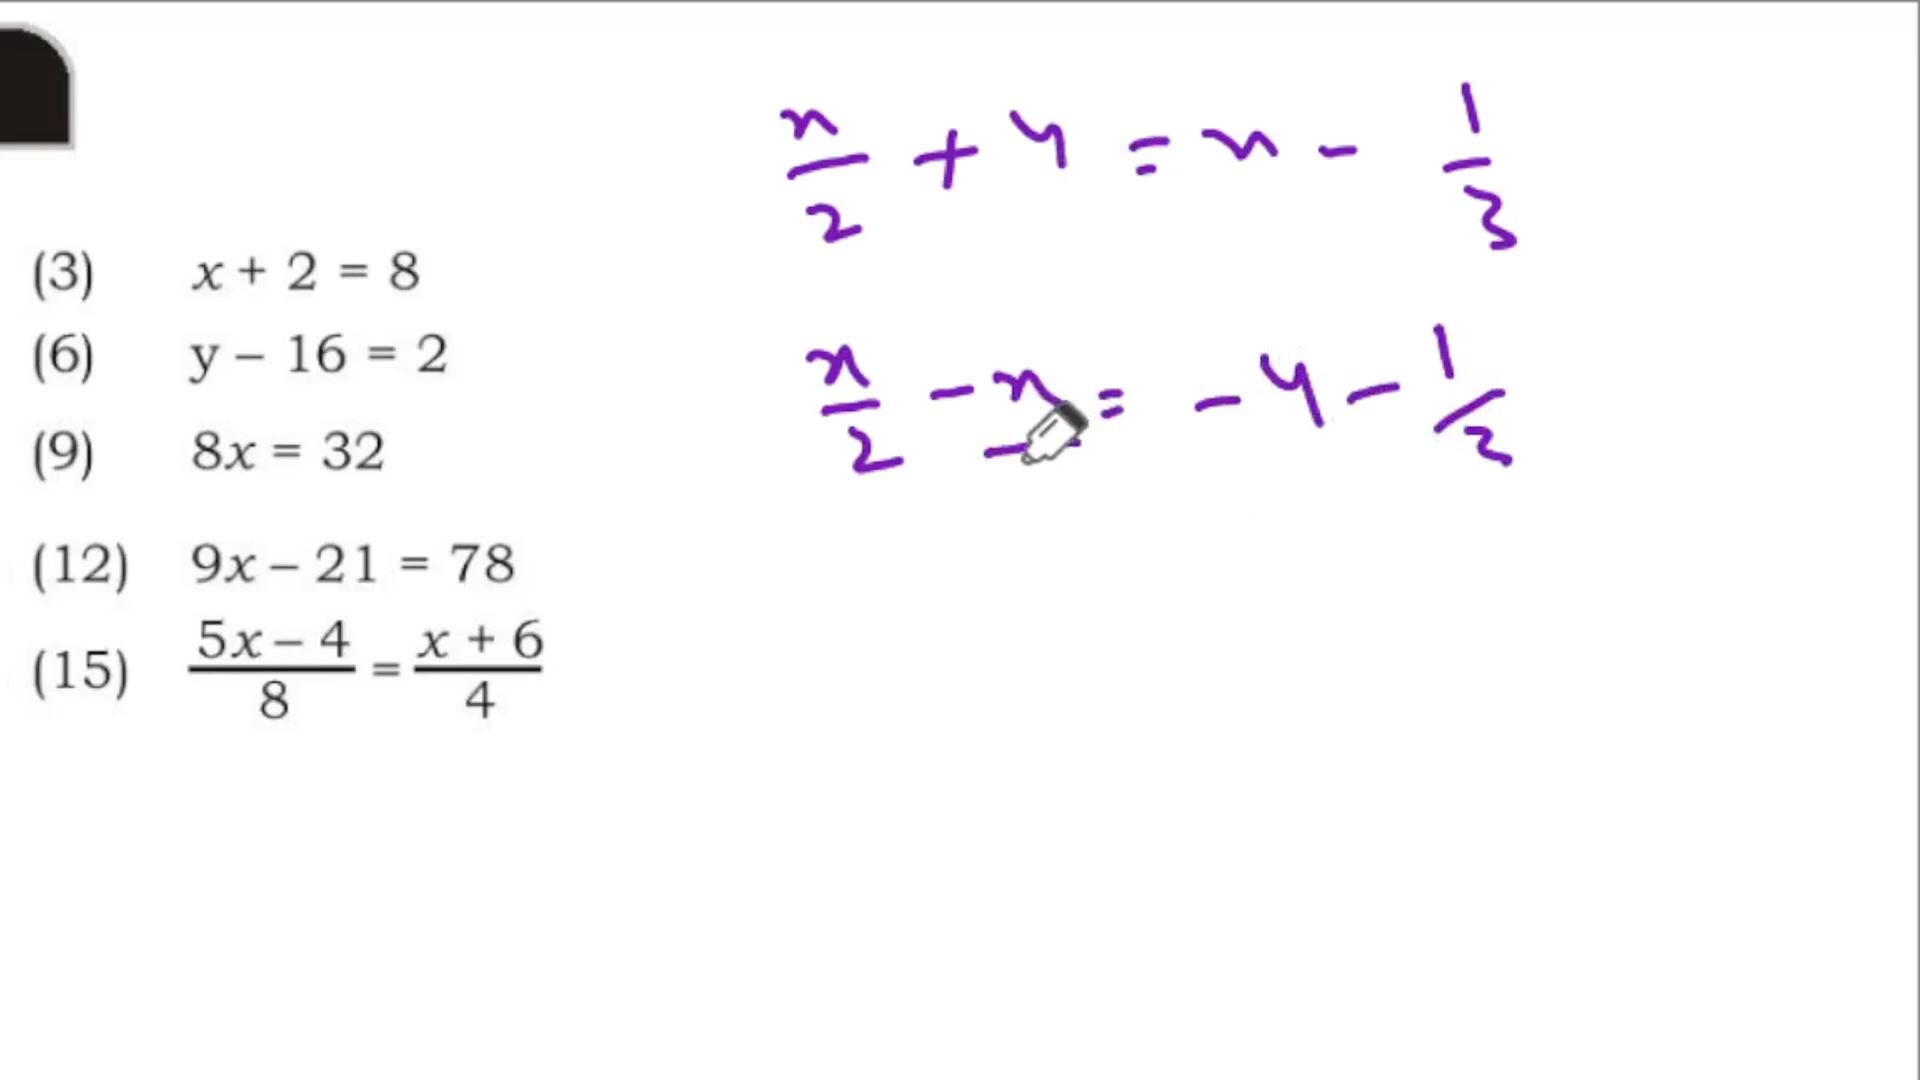 x/2 + 4 = x - 1/3
(3) x + 2 = 8
(6) y – 16 = 2
x/2 - x = - 4 - 1/3
(9) 8x = 32
(12) 9x – 21 = 78
(15) 5x – 4/8 = x + 6/4